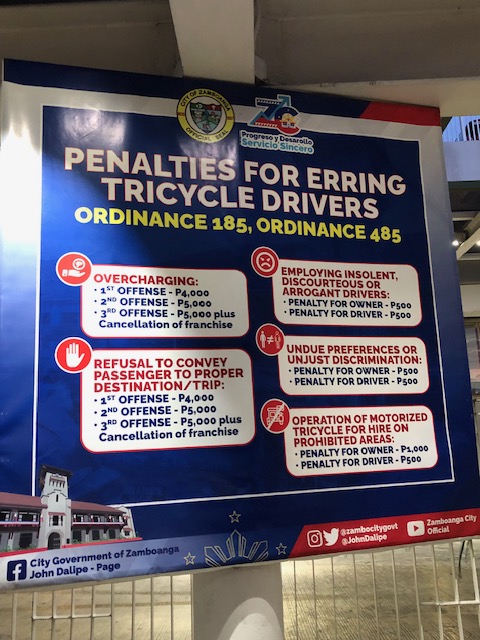 CITY OF ZAMBOANGA
OFFICIAL SEAL
Progreso y Desarollo
Servicio Sincero
PENALTIES FOR ERRING
TRICYCLE DRIVERS
ORDINANCE 185, ORDINANCE 485
OVERCHARGING:
• 1ST OFFENSE - P4,000
• 2ND OFFENSE - P5,000
• 3RD OFFENSE - P5,000 plus
Cancellation of franchise
REFUSAL TO CONVEY
PASSENGER TO PROPER
DESTINATION/TRIP:
• 1ST OFFENSE - P4,000
• 2ND OFFENSE - P5,000
• 3RD OFFENSE - P5,000 plus
Cancellation of franchise
EMPLOYING INSOLENT,
DISCOURTEOUS OR
ARROGANT DRIVERS:
• PENALTY FOR OWNER - P500
• PENALTY FOR DRIVER - P500
UNDUE PREFERENCES OR
UNJUST DISCRIMINATION:
• PENALTY FOR OWNER - P500
• PENALTY FOR DRIVER - P500
OPERATION OF MOTORIZED
TRICYCLE FOR HIRE ON
PROHIBITED AREAS:
• PENALTY FOR OWNER - P1,000
• PENALTY FOR DRIVER - P500
City Government of Zamboanga
John Dalipe - Page
@zambocitygovt
@JohnDalipe
Zamboanga City
Official